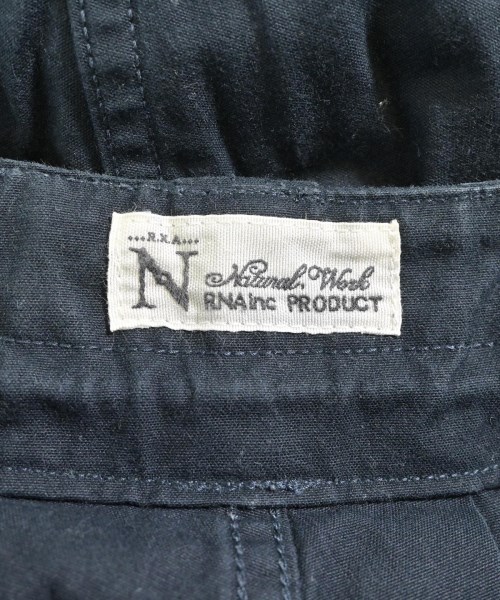 ...R.N.A...
N
Natural, Work
RNAinc PRODUCT